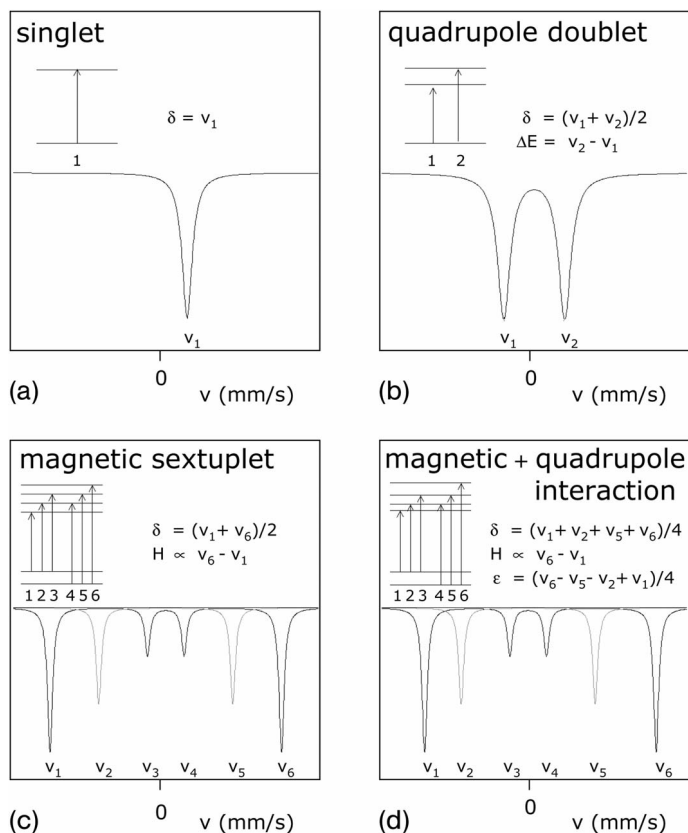 singlet
δ = v₁
1
v₁
0
(a)
v (mm/s)
quadrupole doublet
δ = (v₁+ v₂)/2
ΔE = v₂ - v₁
1 2
v₁ v₂
0
(b)
v (mm/s)
magnetic sextuplet
δ = (v₁+ v₆)/2
H ∝ v₆ - v₁
1 2 3 4 5 6
v₁ v₂ v₃ v₄ v₅ v₆
0
(c)
v (mm/s)
magnetic + quadrupole
interaction
δ = (v₁+ v₂+ v₅+ v₆)/4
H ∝ v₆ - v₁
ε = (v₆- v₅- v₂+ v₁)/4
1 2 3 4 5 6
v₁ v₂ v₃ v₄ v₅ v₆
0
(d)
v (mm/s)